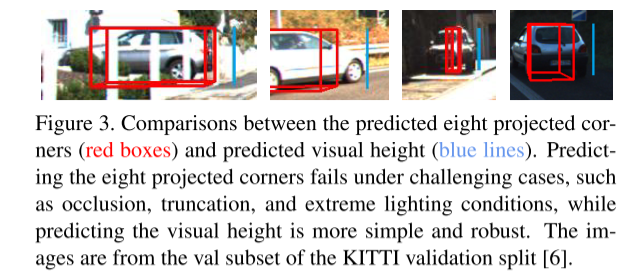 Figure 3. Comparisons between the predicted eight projected cor-
ners (red boxes) and predicted visual height (blue lines). Predict-
ing the eight projected corners fails under challenging cases, such
as occlusion, truncation, and extreme lighting conditions, while
predicting the visual height is more simple and robust. The im-
ages are from the val subset of the KITTI validation split [6].